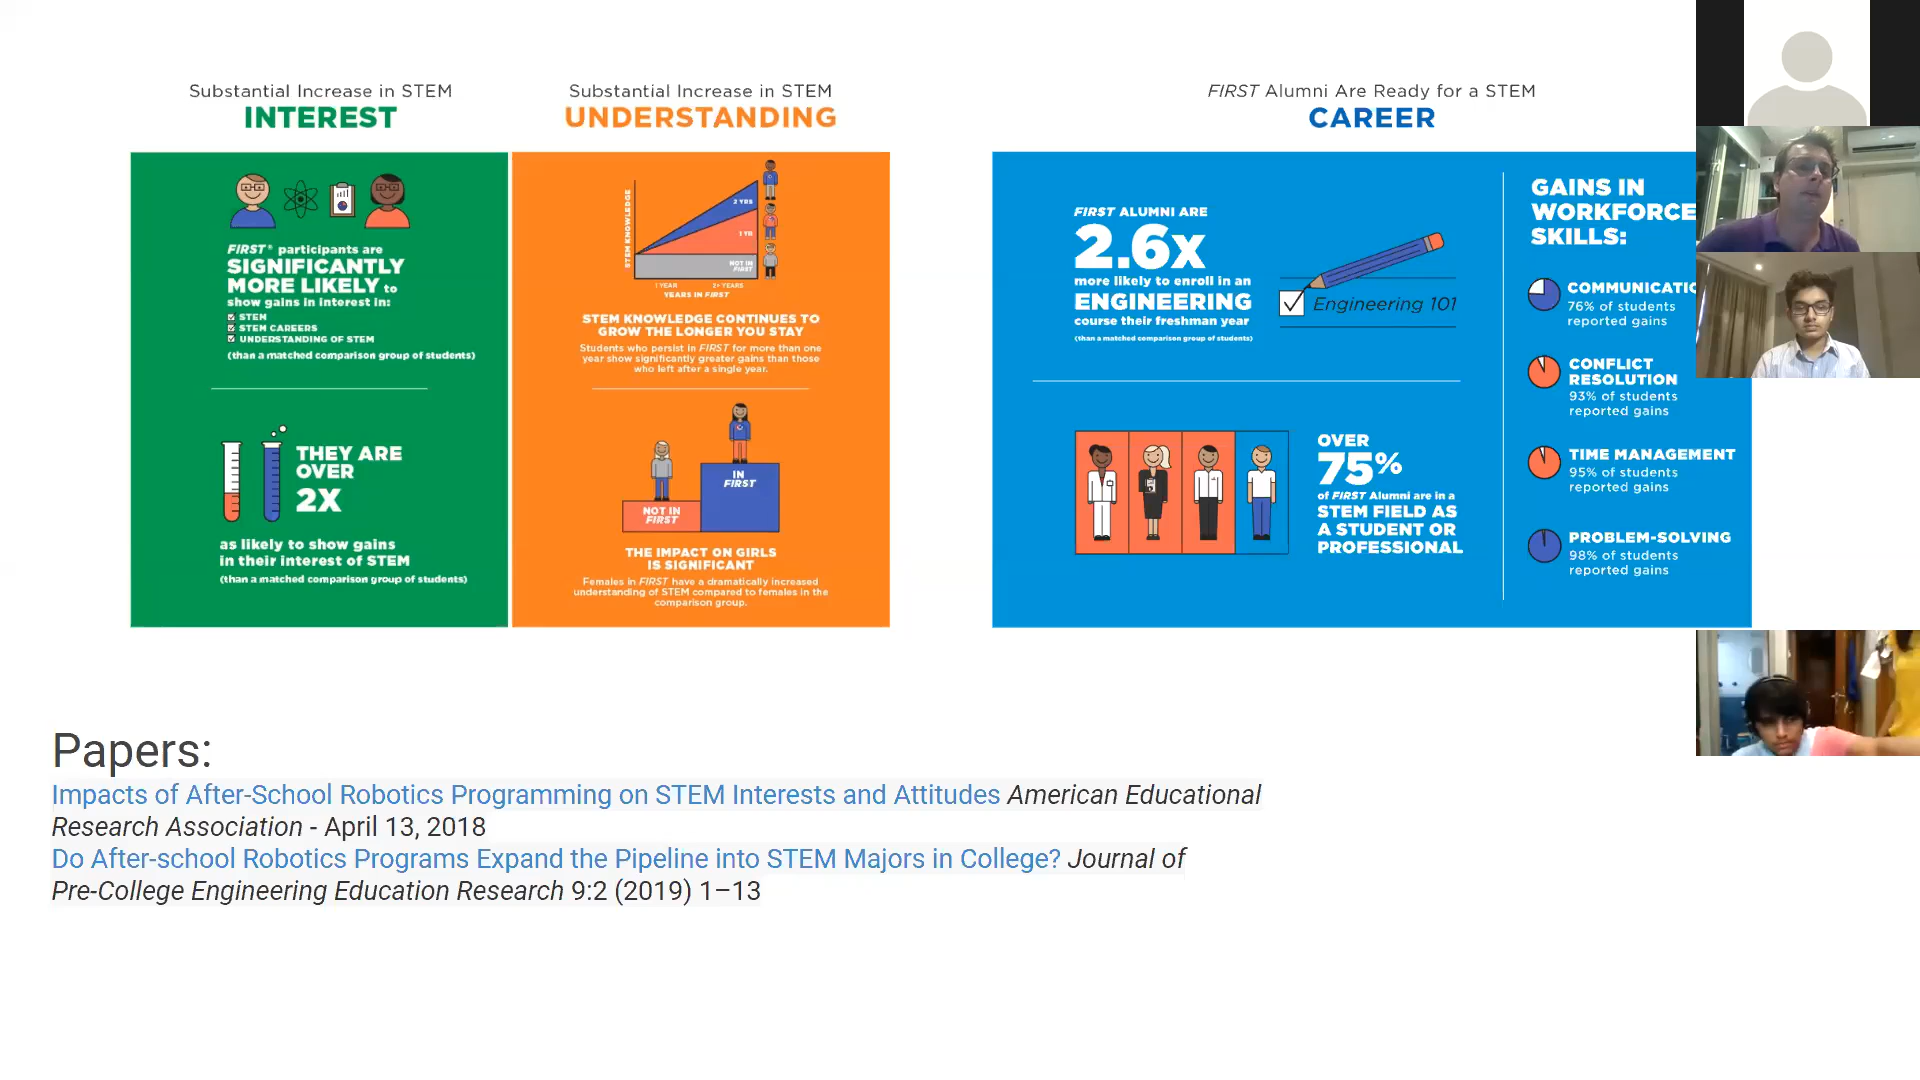 Substantial Increase in STEM
INTEREST
FIRST® participants are
SIGNIFICANTLY
MORE LIKELY to
show gains in interest in:
STEM
STEM CAREERS
UNDERSTANDING OF STEM
(than a matched comparison group of students)
THEY ARE
OVER
2X
as likely to show gains
in their interest of STEM
(than a matched comparison group of students)
Substantial Increase in STEM
UNDERSTANDING
STEM KNOWLEDGE
2 YRS
1 YR
NOT IN
FIRST
1 YEAR 2+ YEARS
YEARS IN FIRST
STEM KNOWLEDGE CONTINUES TO
GROW THE LONGER YOU STAY
Students who persist in FIRST for more than one
year show significantly greater gains than those
who left after a single year.
IN
FIRST
NOT IN
FIRST
THE IMPACT ON GIRLS
IS SIGNIFICANT
Females in FIRST have a dramatically increased
understanding of STEM compared to females in the
comparison group.
FIRST Alumni Are Ready for a STEM
CAREER
FIRST ALUMNI ARE
2.6x
more likely to enroll in an
ENGINEERING
course their freshman year
(than a matched comparison group of students)
Engineering 101
OVER
75%
of FIRST Alumni are in a
STEM FIELD AS
A STUDENT OR
PROFESSIONAL
GAINS IN
WORKFORCE
SKILLS:
COMMUNICATIO
76% of students
reported gains
CONFLICT
RESOLUTION
93% of students
reported gains
TIME MANAGEMENT
95% of students
reported gains
PROBLEM-SOLVING
98% of students
reported gains
Papers:
Impacts of After-School Robotics Programming on STEM Interests and Attitudes American Educational
Research Association - April 13, 2018
Do After-school Robotics Programs Expand the Pipeline into STEM Majors in College? Journal of
Pre-College Engineering Education Research 9:2 (2019) 1–13